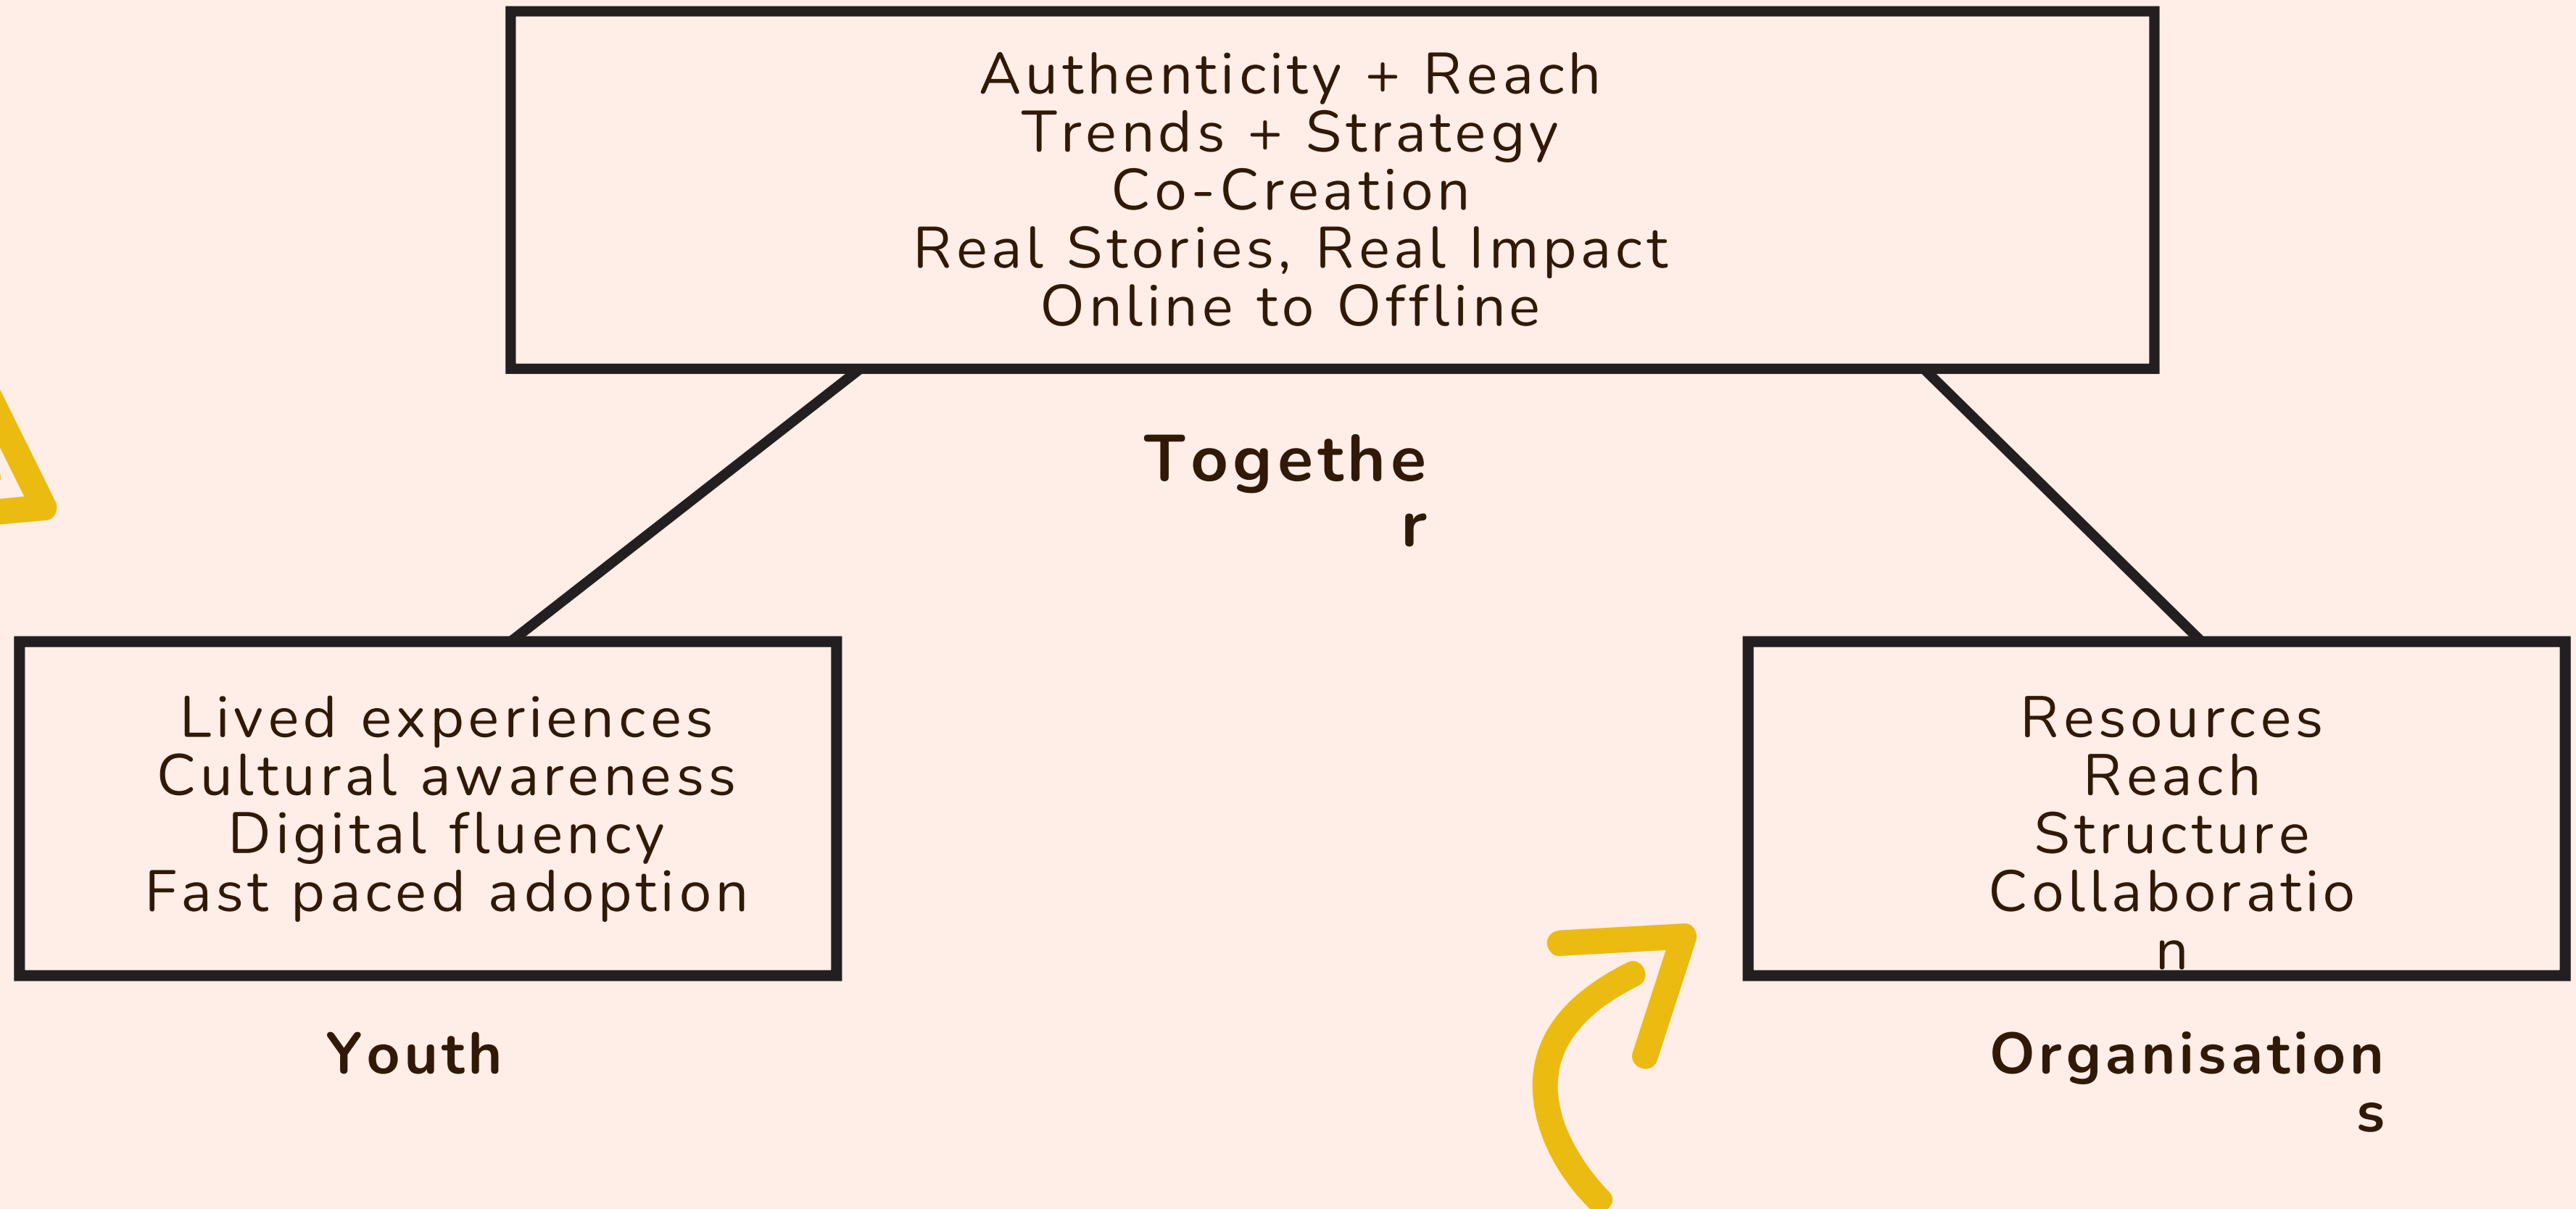 Authenticity + Reach
Trends + Strategy
Co-Creation
Real Stories, Real Impact
Online to Offline
Togethe
r
Lived experiences
Cultural awareness
Digital fluency
Fast paced adoption
Youth
Resources
Reach
Structure
Collaboratio
n
Organisation
s